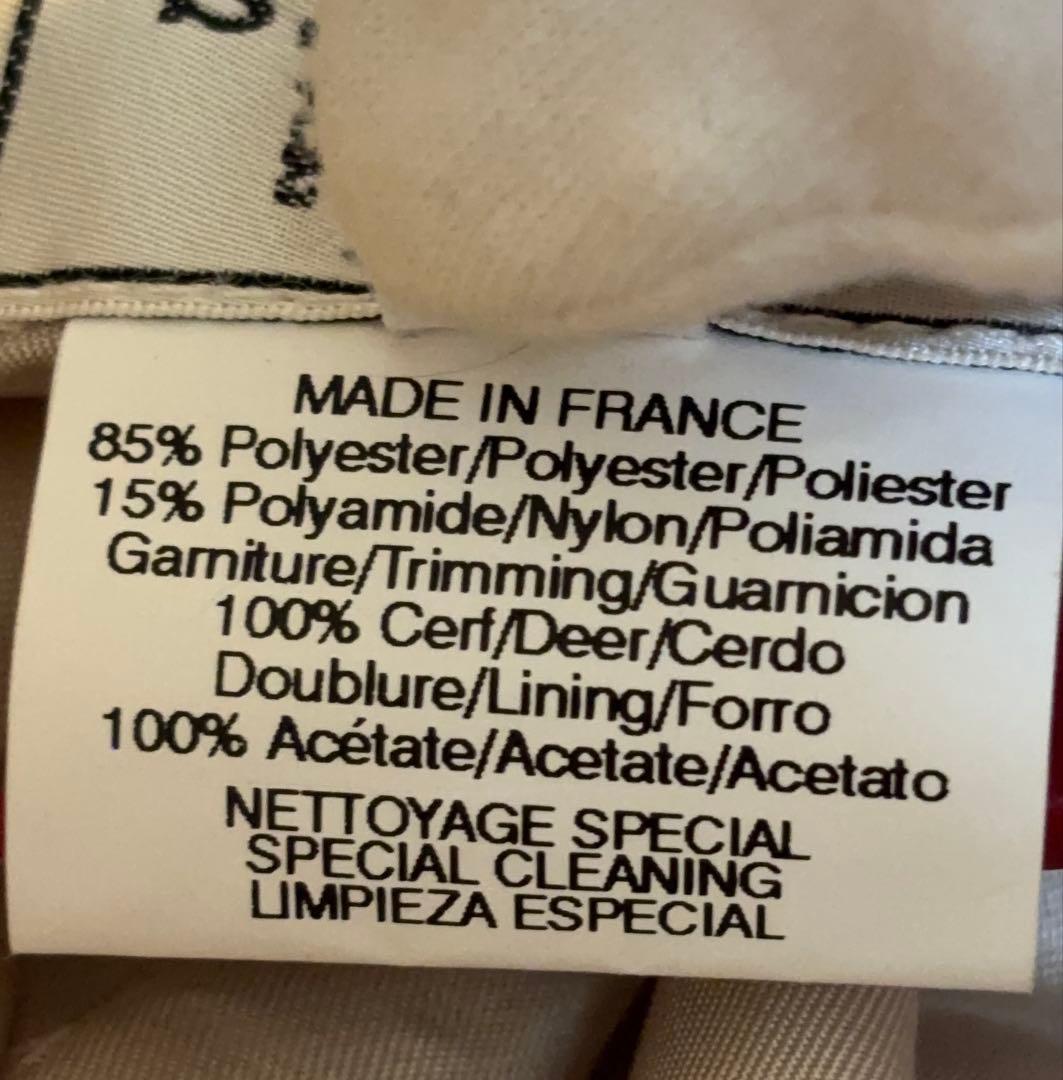 MADE IN FRANCE
85% Polyester/Polyester/Poliester
15% Polyamide/Nylon/Poliamida
Garniture/Trimming/Guarnicion
100% Cerf/Deer/Cerdo
Doublure/Lining/Forro
100% Acétate/Acetate/Acetato
NETTOYAGE SPECIAL
SPECIAL CLEANING
LIMPIEZA ESPECIAL